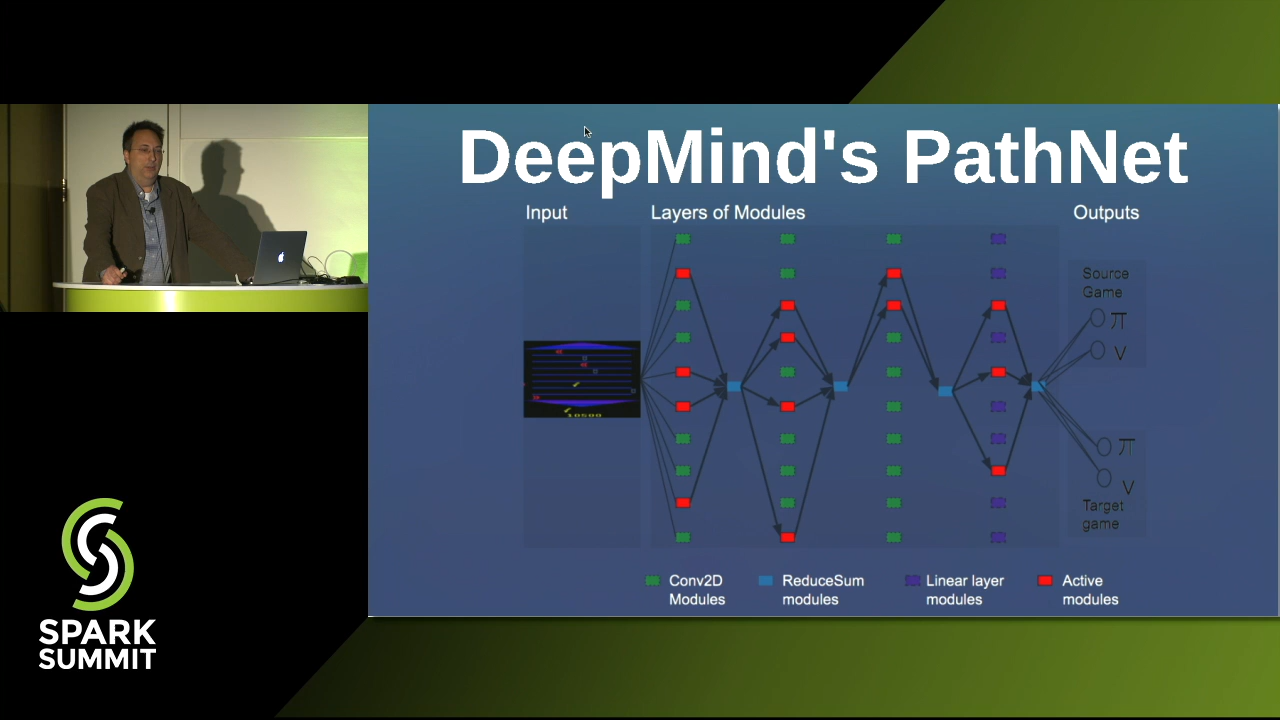 DeepMind's PathNet
Input
Layers of Modules
Outputs
Source
Game
π
V
10500
π
V
Target
game
Conv2D
Modules
ReduceSum
modules
Linear layer
modules
Active
modules
SPARK
SUMMIT